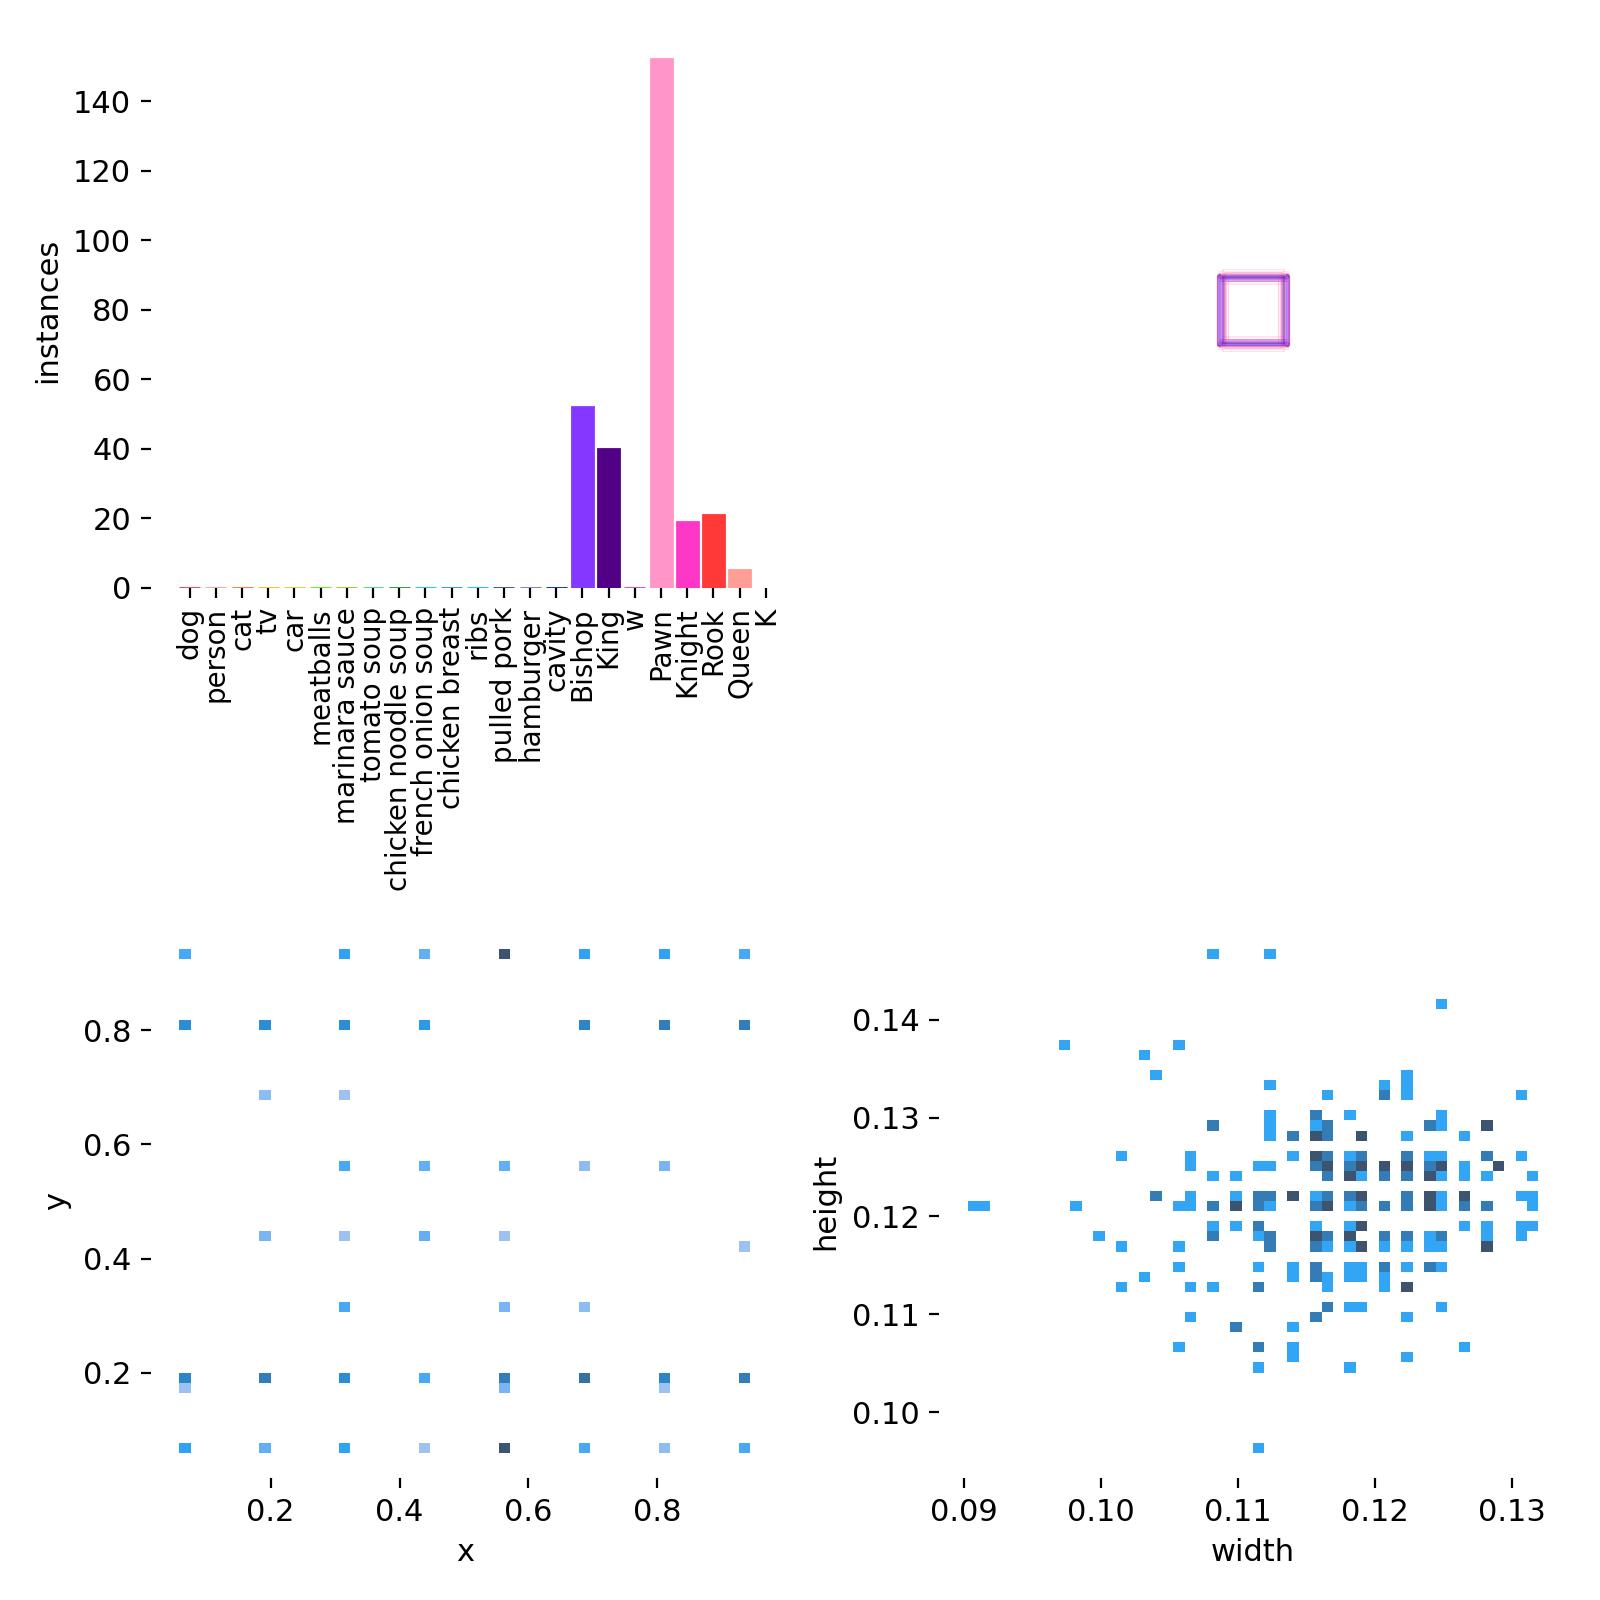 instances
140
120
100
80
60
40
20
0
dog
person
cat
tv
car
meatballs
marinara sauce
tomato soup
chicken noodle soup
french onion soup
chicken breast
ribs
pulled pork
hamburger
cavity
Bishop
King
w
Pawn
Knight
Rook
Queen
K
y
0.8
0.6
0.4
0.2
0.2 0.4 0.6 0.8
x
height
0.14
0.13
0.12
0.11
0.10
0.09 0.10 0.11 0.12 0.13
width